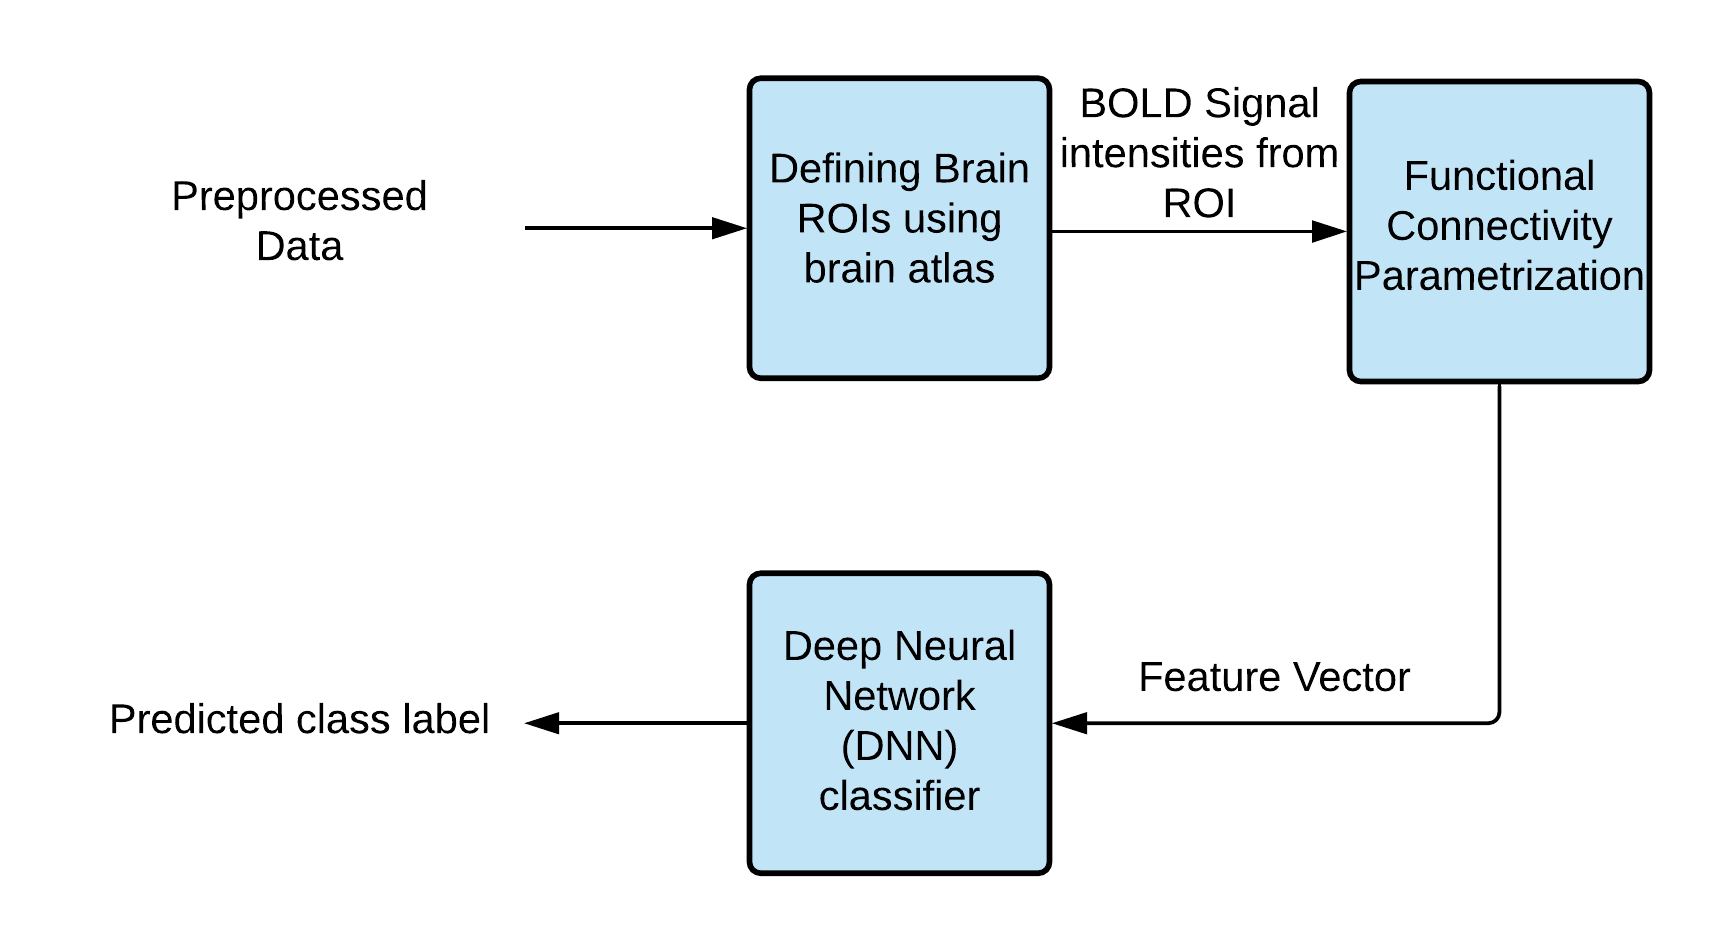 Preprocessed
Data
Defining Brain
ROIs using
brain atlas
BOLD Signal
intensities from
ROI
Functional
Connectivity
Parametrization
Feature Vector
Deep Neural
Network
(DNN)
classifier
Predicted class label